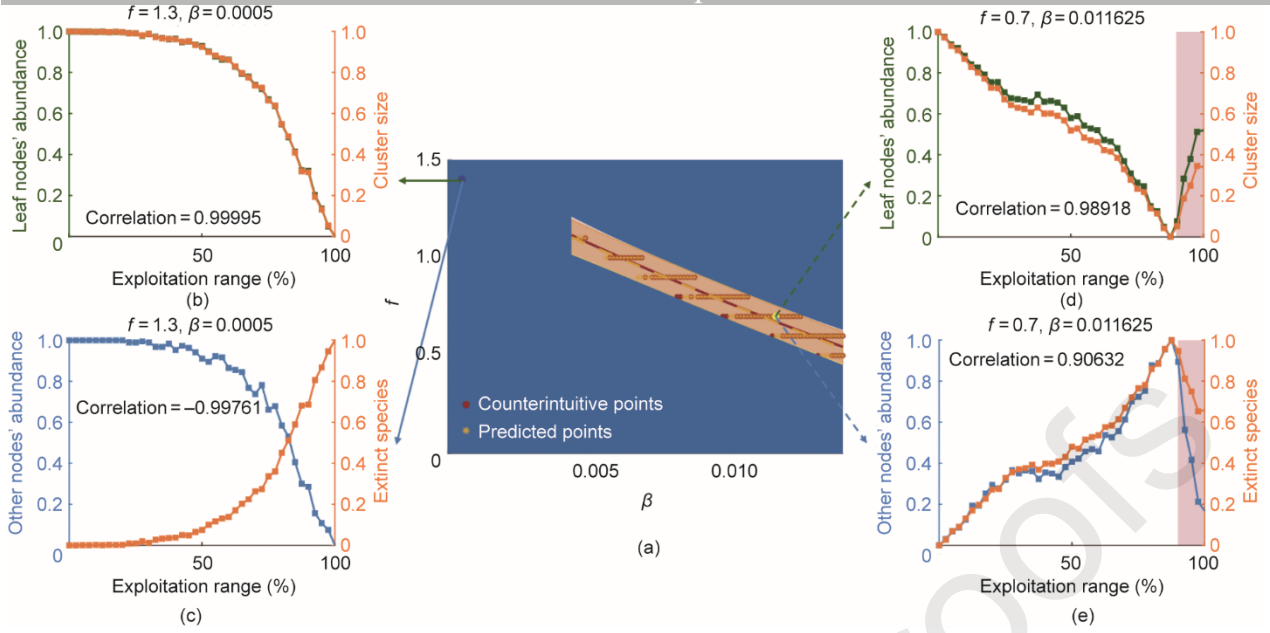 f = 1.3, β = 0.0005
Leaf nodes' abundance
1.0
0.8
0.6
0.4
0.2
0
Correlation = 0.99995
50
100
1.0
0.8
0.6
0.4
0.2
0
Cluster size
Exploitation range (%)
(b)
f = 1.3, β = 0.0005
Other nodes' abundance
1.0
0.8
0.6
0.4
0.2
0
Correlation = –0.99761
50
100
1.0
0.8
0.6
0.4
0.2
0
Extinct species
Exploitation range (%)
(c)
f
1.5
1.0
0.5
0
Counterintuitive points
Predicted points
0.005
0.010
β
(a)
f = 0.7, β = 0.011625
Leaf nodes' abundance
1.0
0.8
0.6
0.4
0.2
0
Correlation = 0.98918
50
100
1.0
0.8
0.6
0.4
0.2
0
Cluster size
Exploitation range (%)
(d)
f = 0.7, β = 0.011625
Correlation = 0.90632
Other nodes' abundance
1.0
0.8
0.6
0.4
0.2
0
50
100
1.0
0.8
0.6
0.4
0.2
0
Extinct species
Exploitation range (%)
(e)